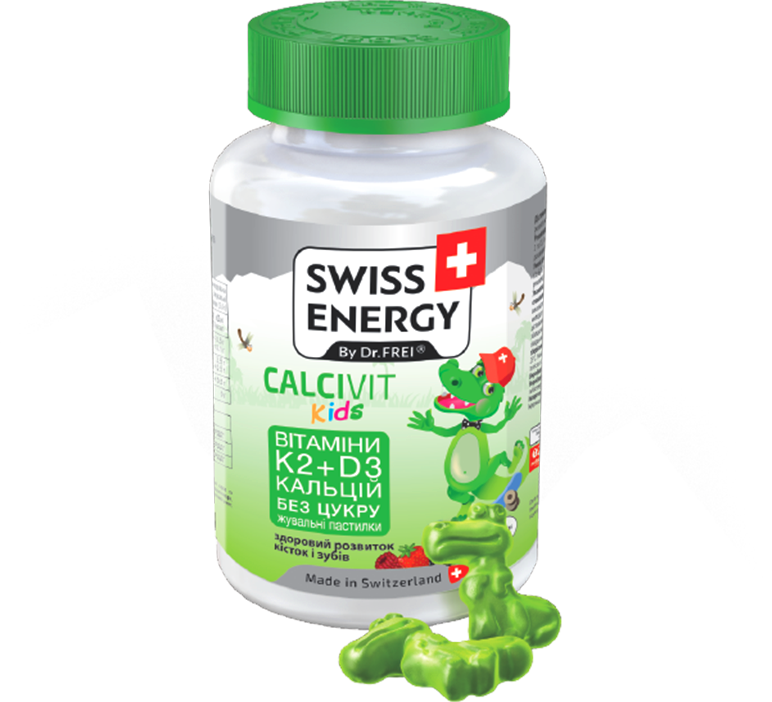 SWISS
ENERGY
By Dr.FREI®
CALCIVIT
Kids
ВІТАМІНИ
K2+D3
КАЛЬЦІЙ
БЕЗ ЦУКРУ
жувальні пастилки
здоровий розвиток
кісток і зубів
Made in Switzerland